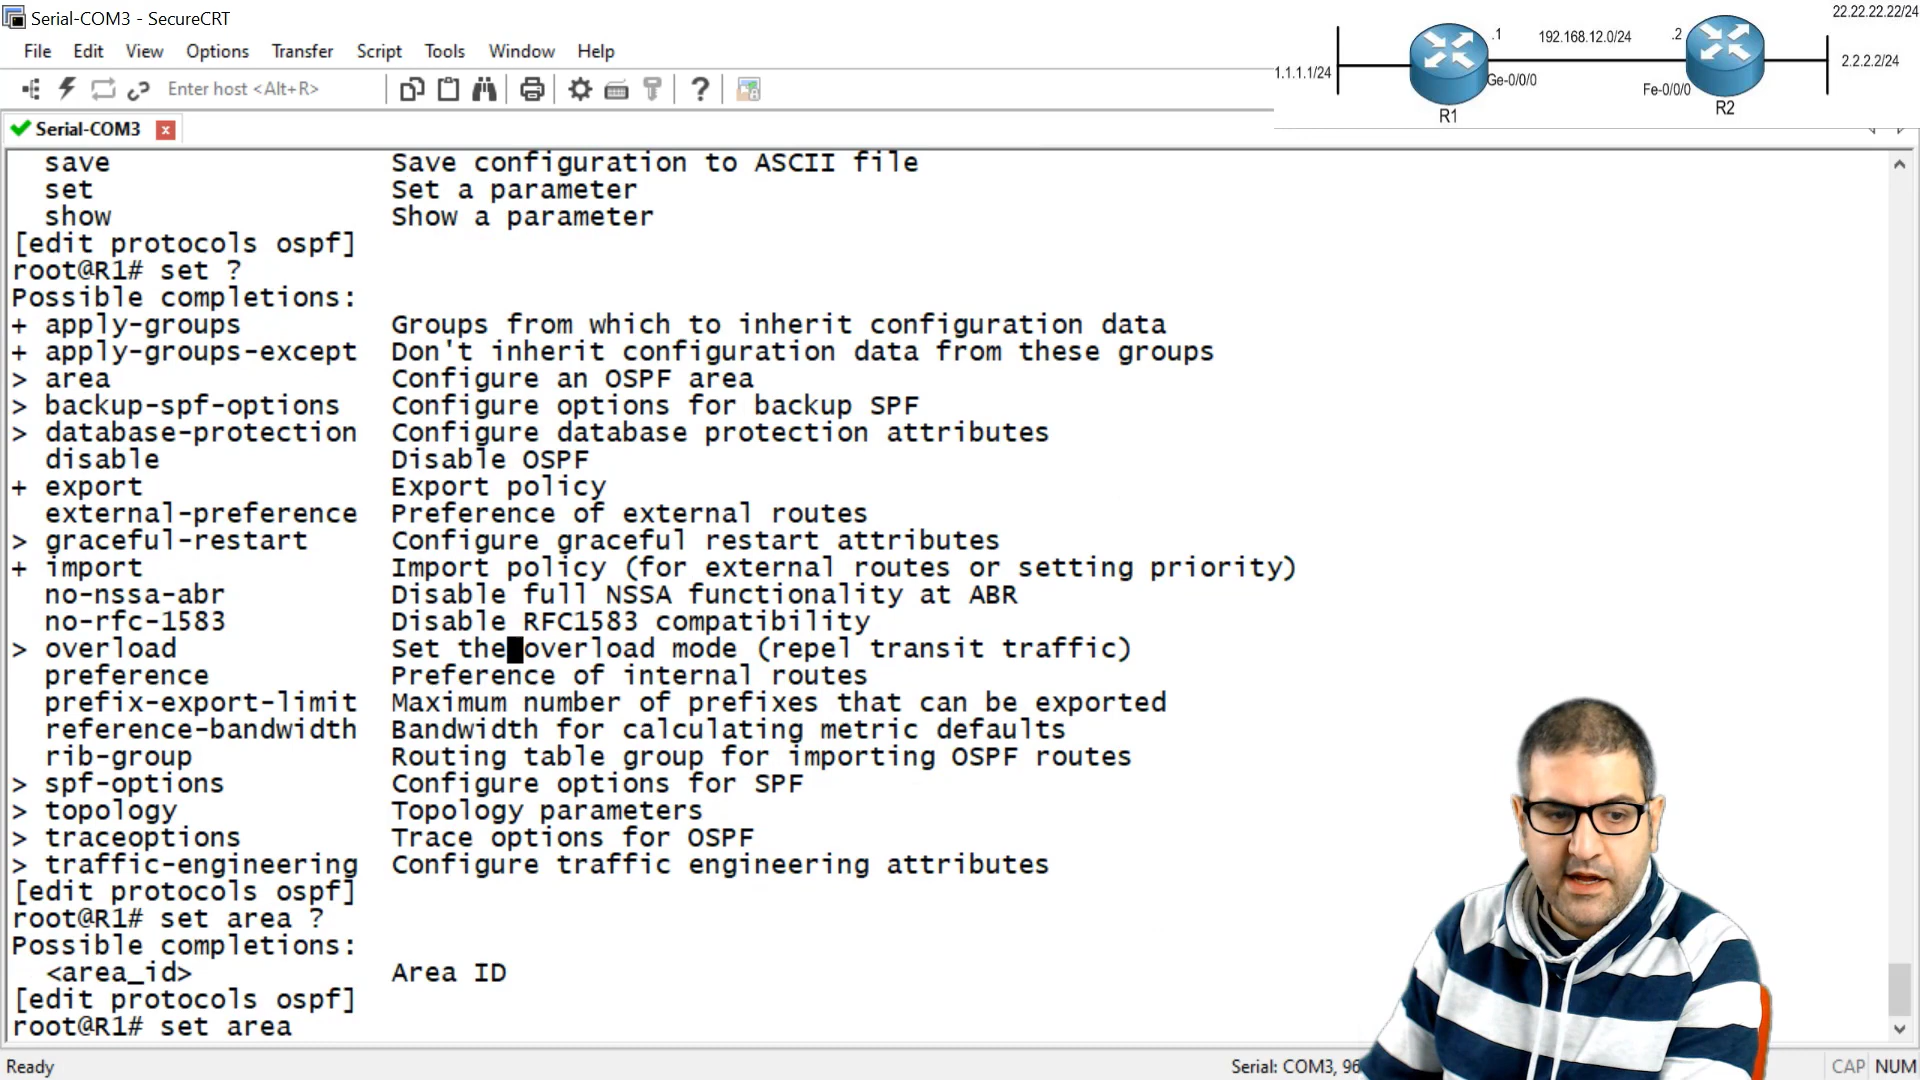 Serial-COM3 - SecureCRT
File Edit View Options Transfer Script Tools Window Help
Enter host <Alt+R>
Serial-COM3
22.22.22.22/24
.1 192.168.12.0/24 .2
1.1.1.1/24
2.2.2.2/24
Ge-0/0/0
Fe-0/0/0
R1
R2
save Save configuration to ASCII file
set Set a parameter
show Show a parameter
[edit protocols ospf]
root@R1# set ?
Possible completions:
+ apply-groups Groups from which to inherit configuration data
+ apply-groups-except Don't inherit configuration data from these groups
> area Configure an OSPF area
> backup-spf-options Configure options for backup SPF
> database-protection Configure database protection attributes
disable Disable OSPF
+ export Export policy
external-preference Preference of external routes
> graceful-restart Configure graceful restart attributes
+ import Import policy (for external routes or setting priority)
no-nssa-abr Disable full NSSA functionality at ABR
no-rfc-1583 Disable RFC1583 compatibility
> overload Set the overload mode (repel transit traffic)
preference Preference of internal routes
prefix-export-limit Maximum number of prefixes that can be exported
reference-bandwidth Bandwidth for calculating metric defaults
rib-group Routing table group for importing OSPF routes
> spf-options Configure options for SPF
> topology Topology parameters
> traceoptions Trace options for OSPF
> traffic-engineering Configure traffic engineering attributes
[edit protocols ospf]
root@R1# set area ?
Possible completions:
<area_id> Area ID
[edit protocols ospf]
root@R1# set area
Ready Serial: COM3, 96 CAP NUM